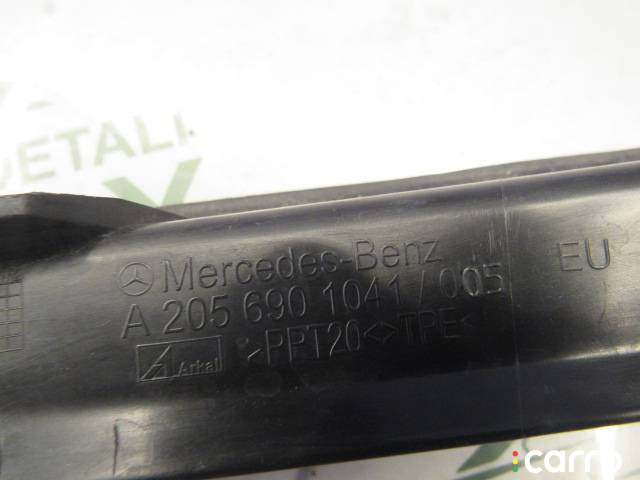 DETALI
Mercedes-Benz
A 205 690 1041 / 005
EU
>PPT20<>TPE<
Arkal
carro